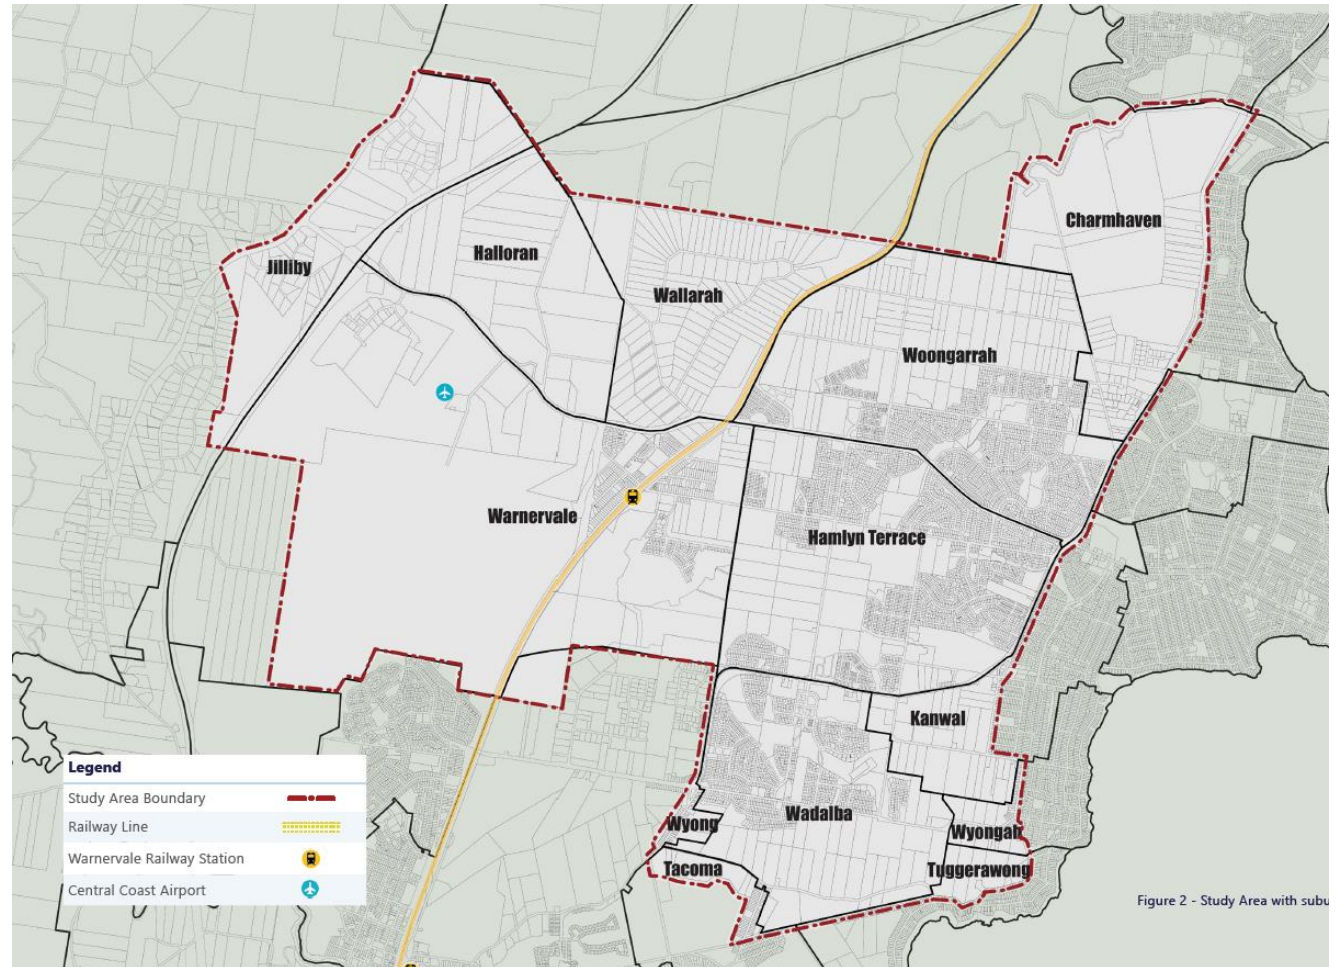 Charmhaven
Halloran
Jilliby
Wallarah
Woongarrah
Warnervale
Hamlyn Terrace
Kanwal
Wadalba
Wyong
Wyongah
Tacoma
Tuggerawong
Legend
Study Area Boundary
Railway Line
Warnervale Railway Station
Central Coast Airport
Figure 2 - Study Area with